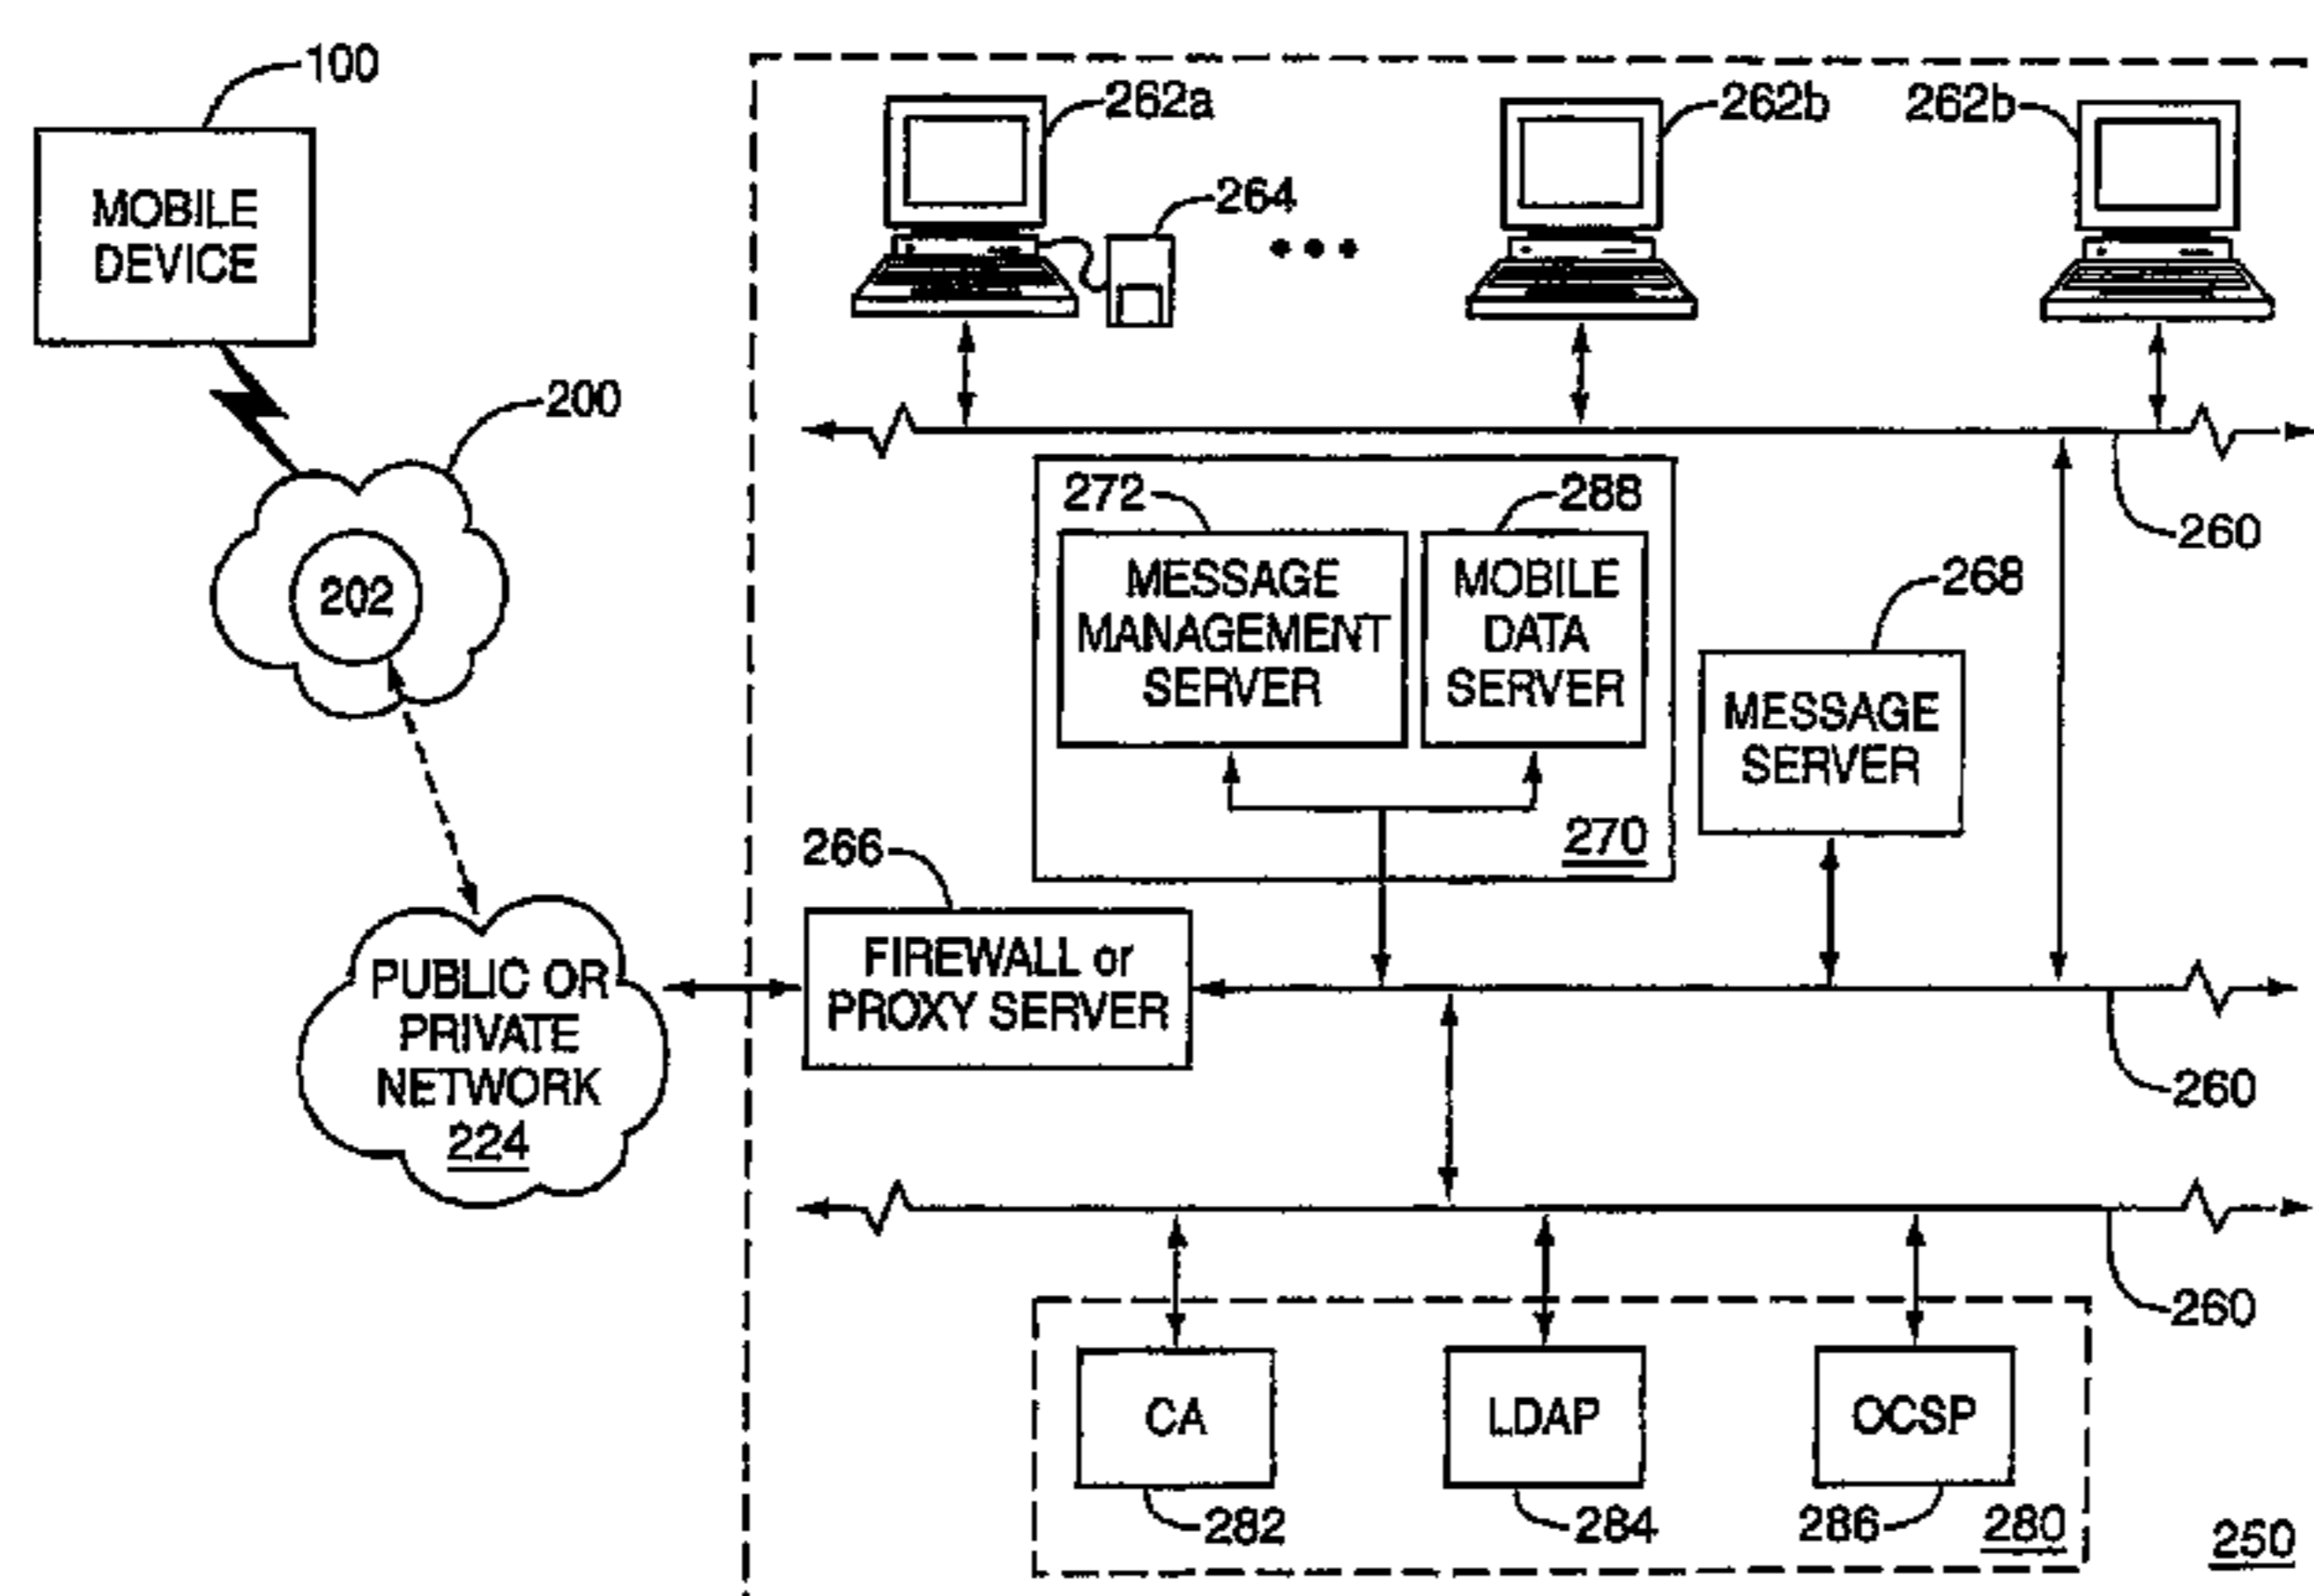 100
262a
262b
262b
MOBILE
DEVICE
264
200
272
288
260
202
MESSAGE
MANAGEMENT
SERVER
MOBILE
DATA
SERVER
268
MESSAGE
SERVER
270
266
FIREWALL or
PROXY SERVER
PUBLIC OR
PRIVATE
NETWORK
224
260
260
CA
LDAP
OCSP
282
284
286
280
250